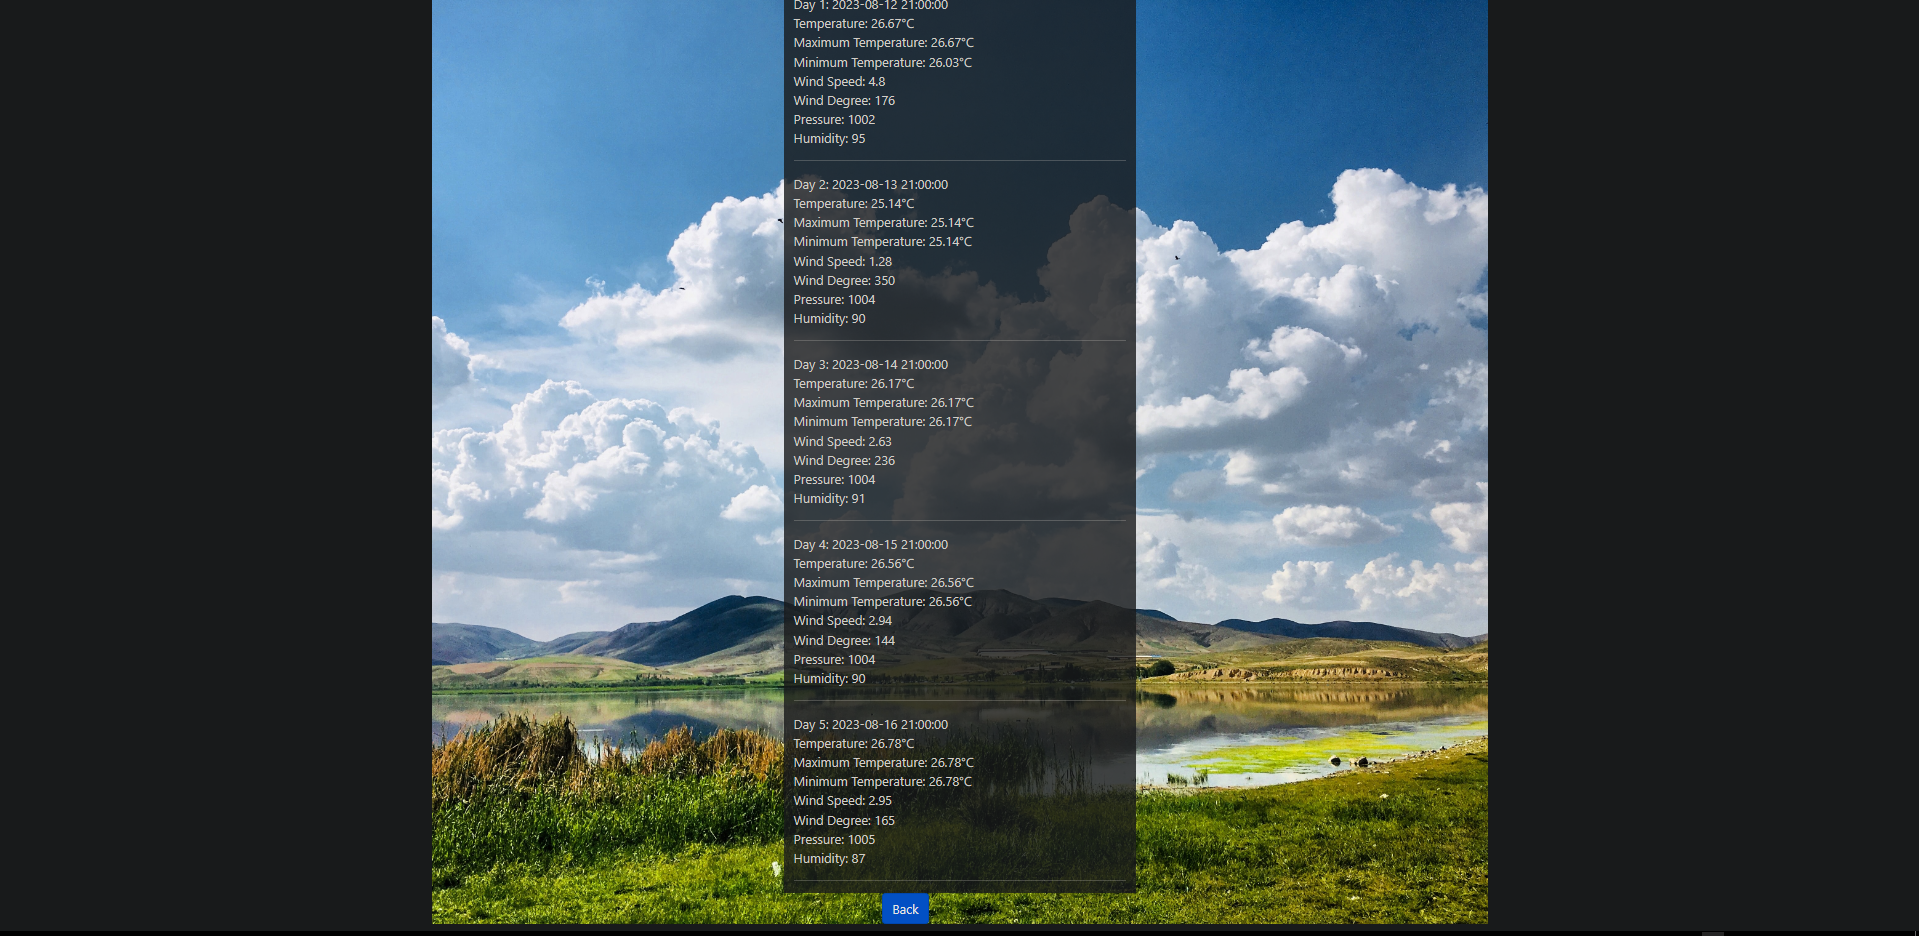 Day 1: 2023-08-12 21:00:00
Temperature: 26.67°C
Maximum Temperature: 26.67°C
Minimum Temperature: 26.03°C
Wind Speed: 4.8
Wind Degree: 176
Pressure: 1002
Humidity: 95
Day 2: 2023-08-13 21:00:00
Temperature: 25.14°C
Maximum Temperature: 25.14°C
Minimum Temperature: 25.14°C
Wind Speed: 1.28
Wind Degree: 350
Pressure: 1004
Humidity: 90
Day 3: 2023-08-14 21:00:00
Temperature: 26.17°C
Maximum Temperature: 26.17°C
Minimum Temperature: 26.17°C
Wind Speed: 2.63
Wind Degree: 236
Pressure: 1004
Humidity: 91
Day 4: 2023-08-15 21:00:00
Temperature: 26.56°C
Maximum Temperature: 26.56°C
Minimum Temperature: 26.56°C
Wind Speed: 2.94
Wind Degree: 144
Pressure: 1004
Humidity: 90
Day 5: 2023-08-16 21:00:00
Temperature: 26.78°C
Maximum Temperature: 26.78°C
Minimum Temperature: 26.78°C
Wind Speed: 2.95
Wind Degree: 165
Pressure: 1005
Humidity: 87
Back